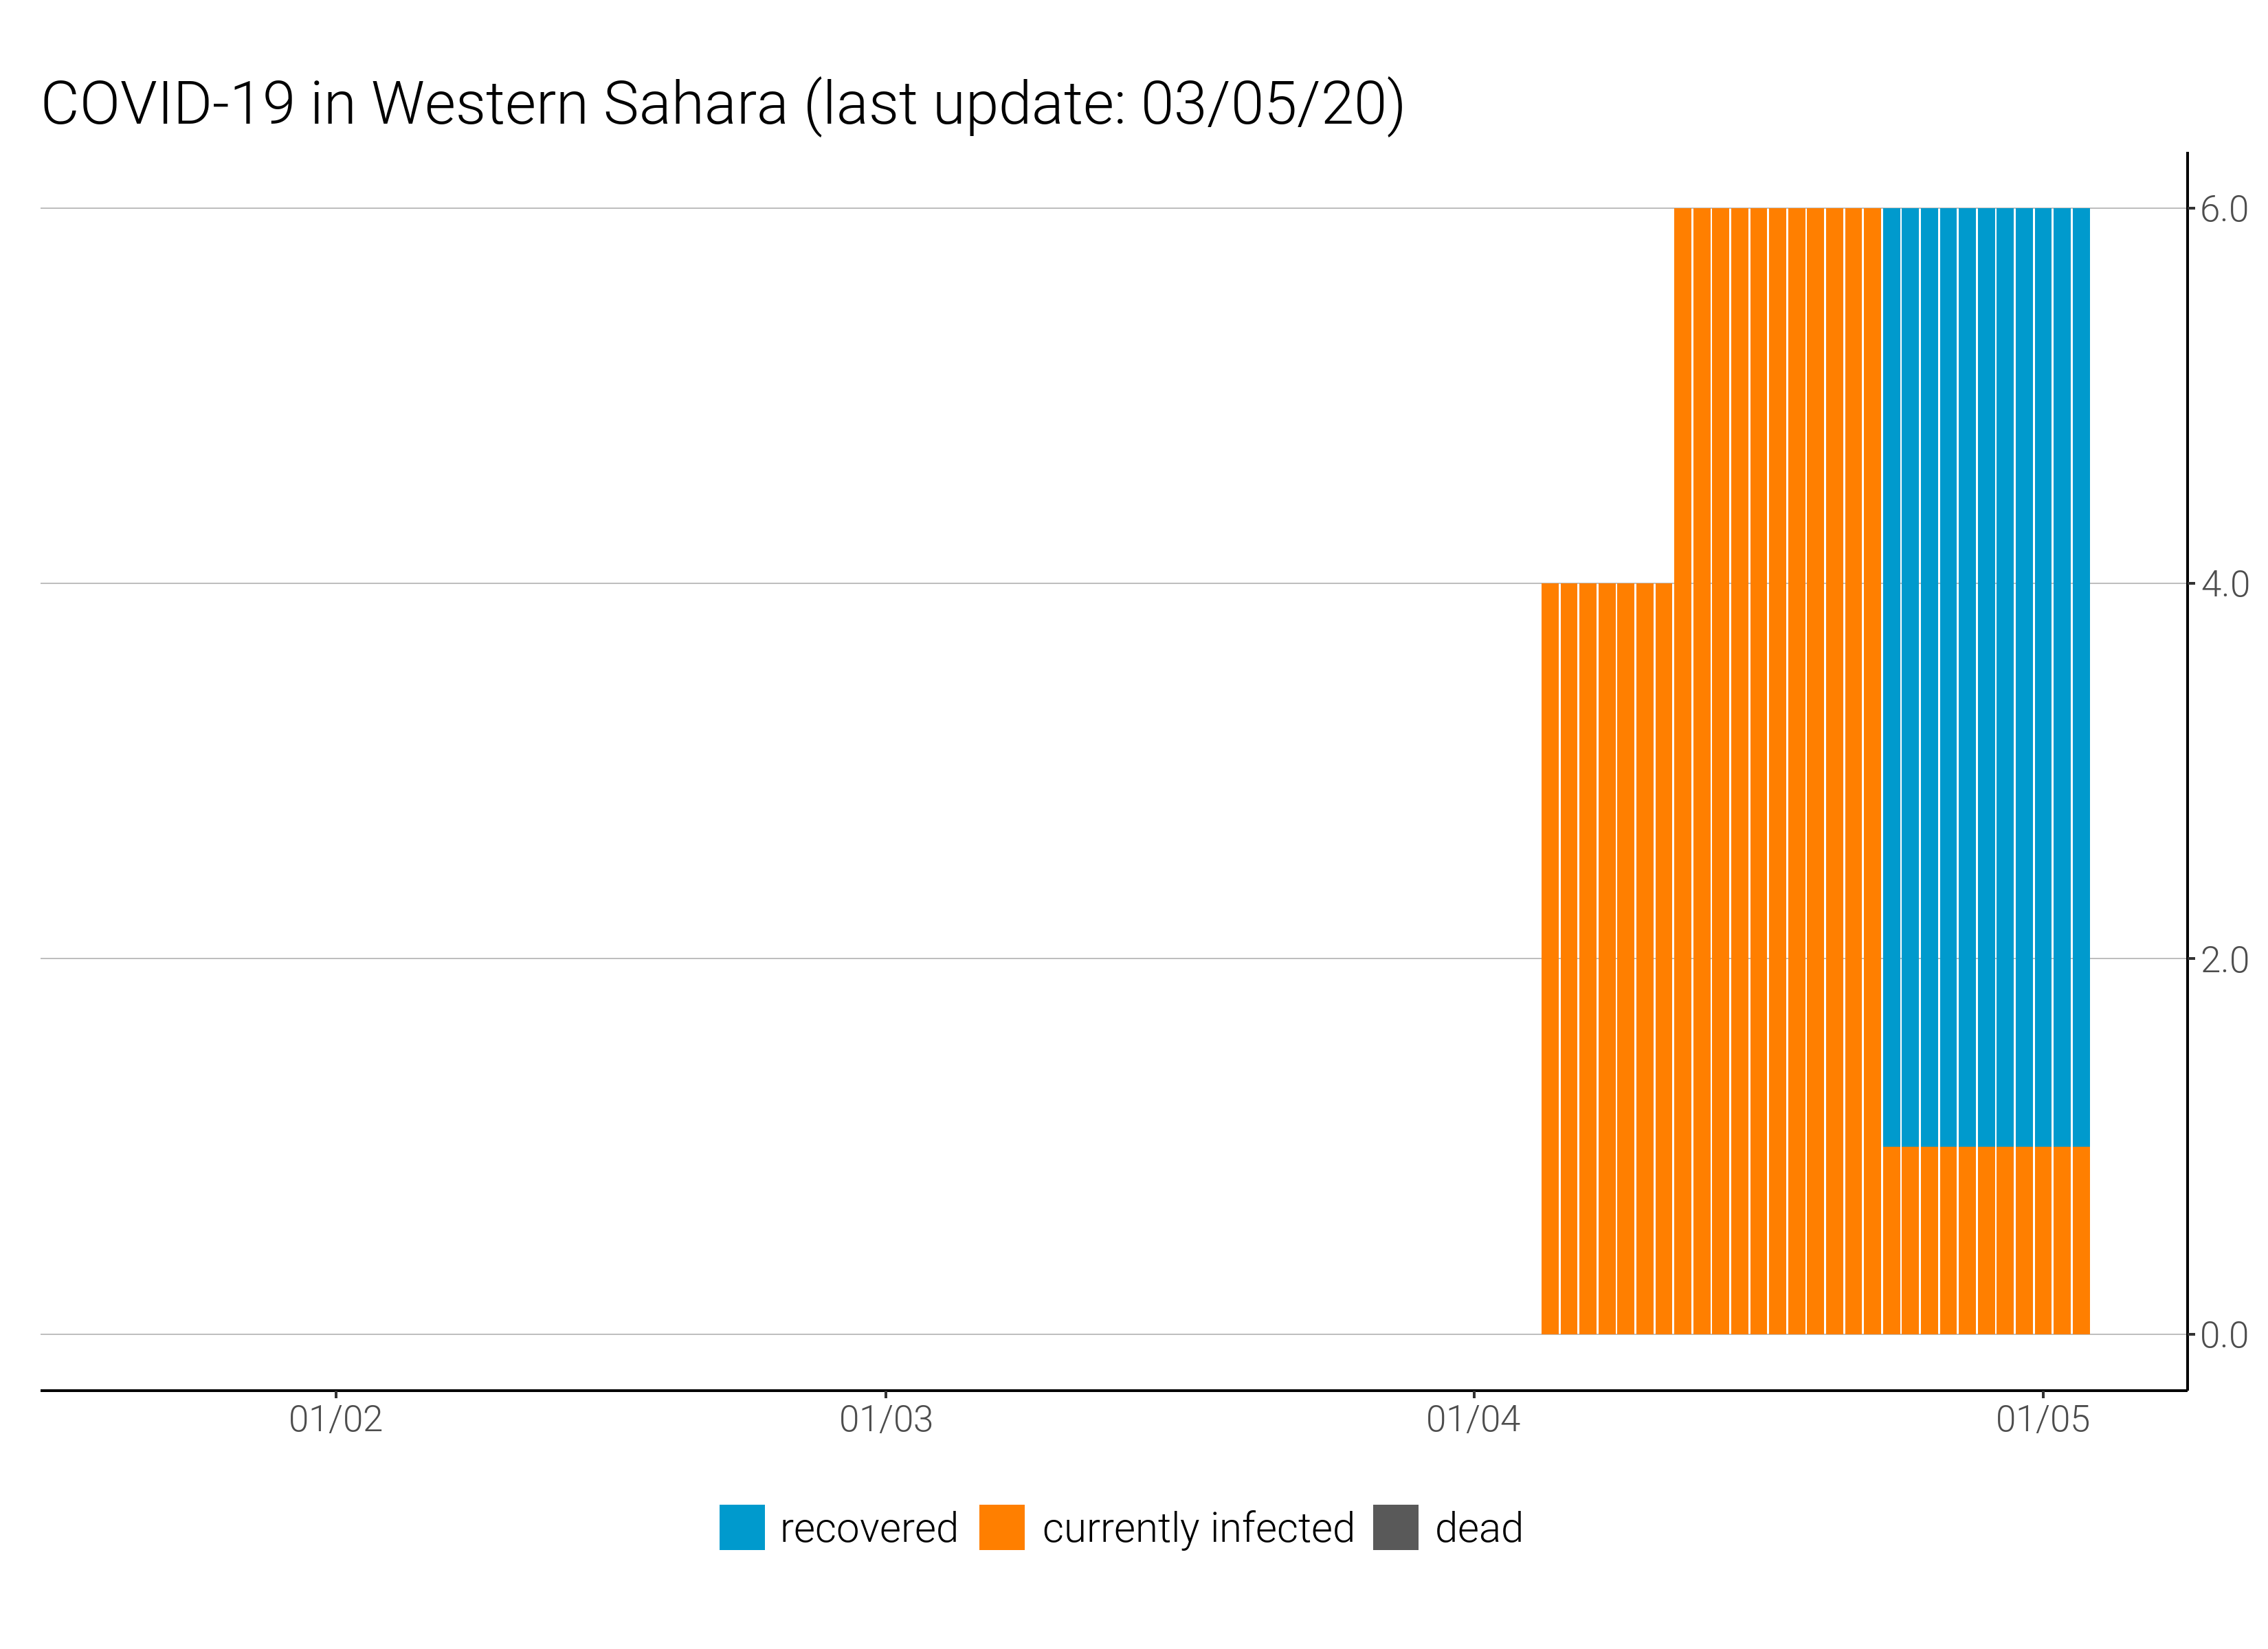 COVID-19 in Western Sahara (last update: 03/05/20)
6.0
4.0
2.0
0.0
01/02 01/03 01/04 01/05
recovered currently infected dead